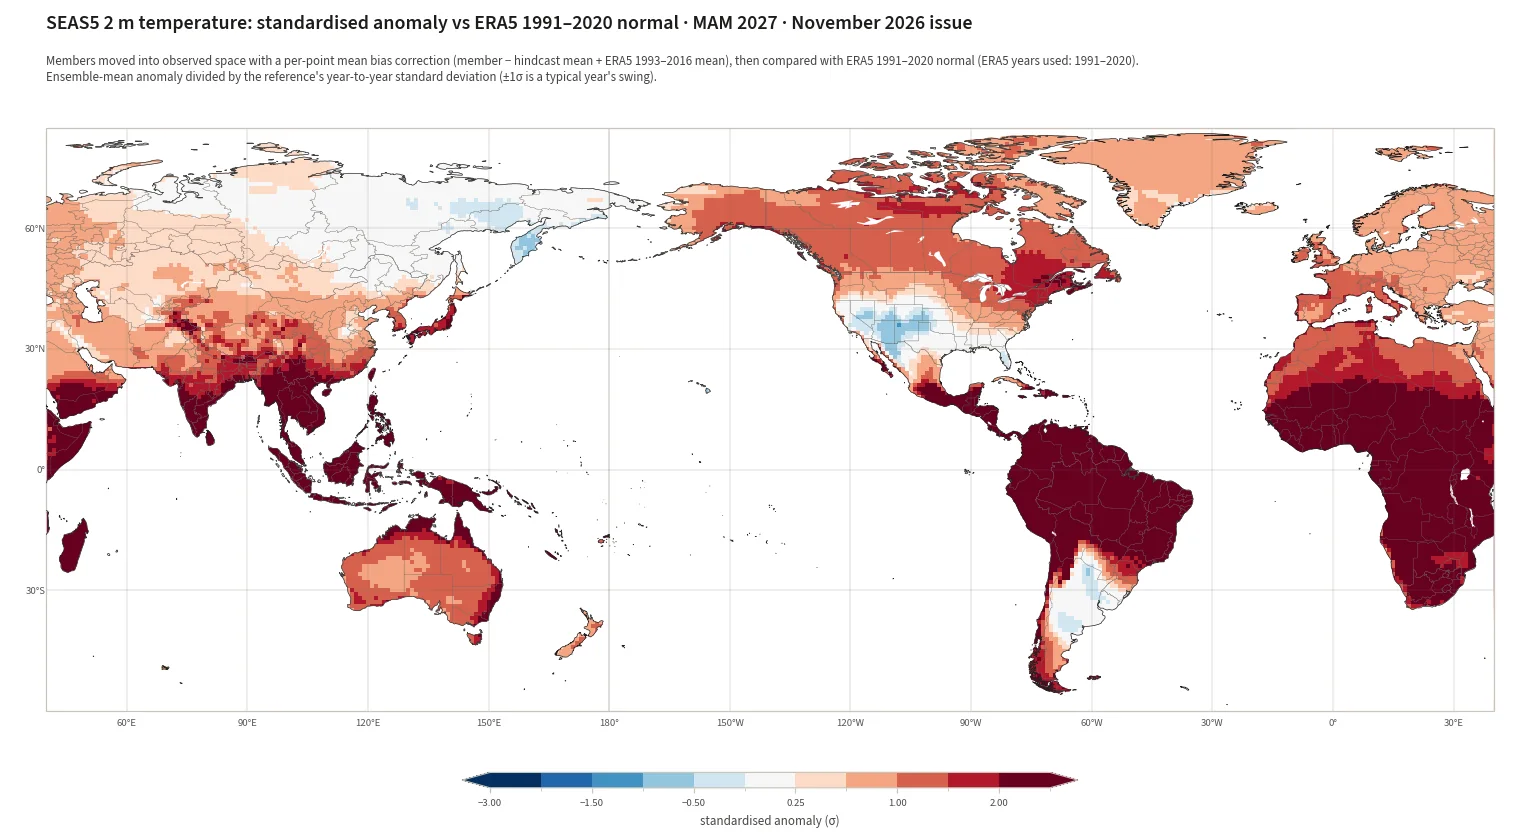 SEAS5 2 m temperature: standardised anomaly vs ERA5 1991–2020 normal · MAM 2027 · November 2026 issue
Members moved into observed space with a per-point mean bias correction (member − hindcast mean + ERA5 1993–2016 mean), then compared with ERA5 1991–2020 normal (ERA5 years used: 1991–2020).
Ensemble-mean anomaly divided by the reference's year-to-year standard deviation (±1σ is a typical year's swing).
60°N
30°N
0°
30°S
60°E 90°E 120°E 150°E 180° 150°W 120°W 90°W 60°W 30°W 0° 30°E
−3.00 −1.50 −0.50 0.25 1.00 2.00
standardised anomaly (σ)